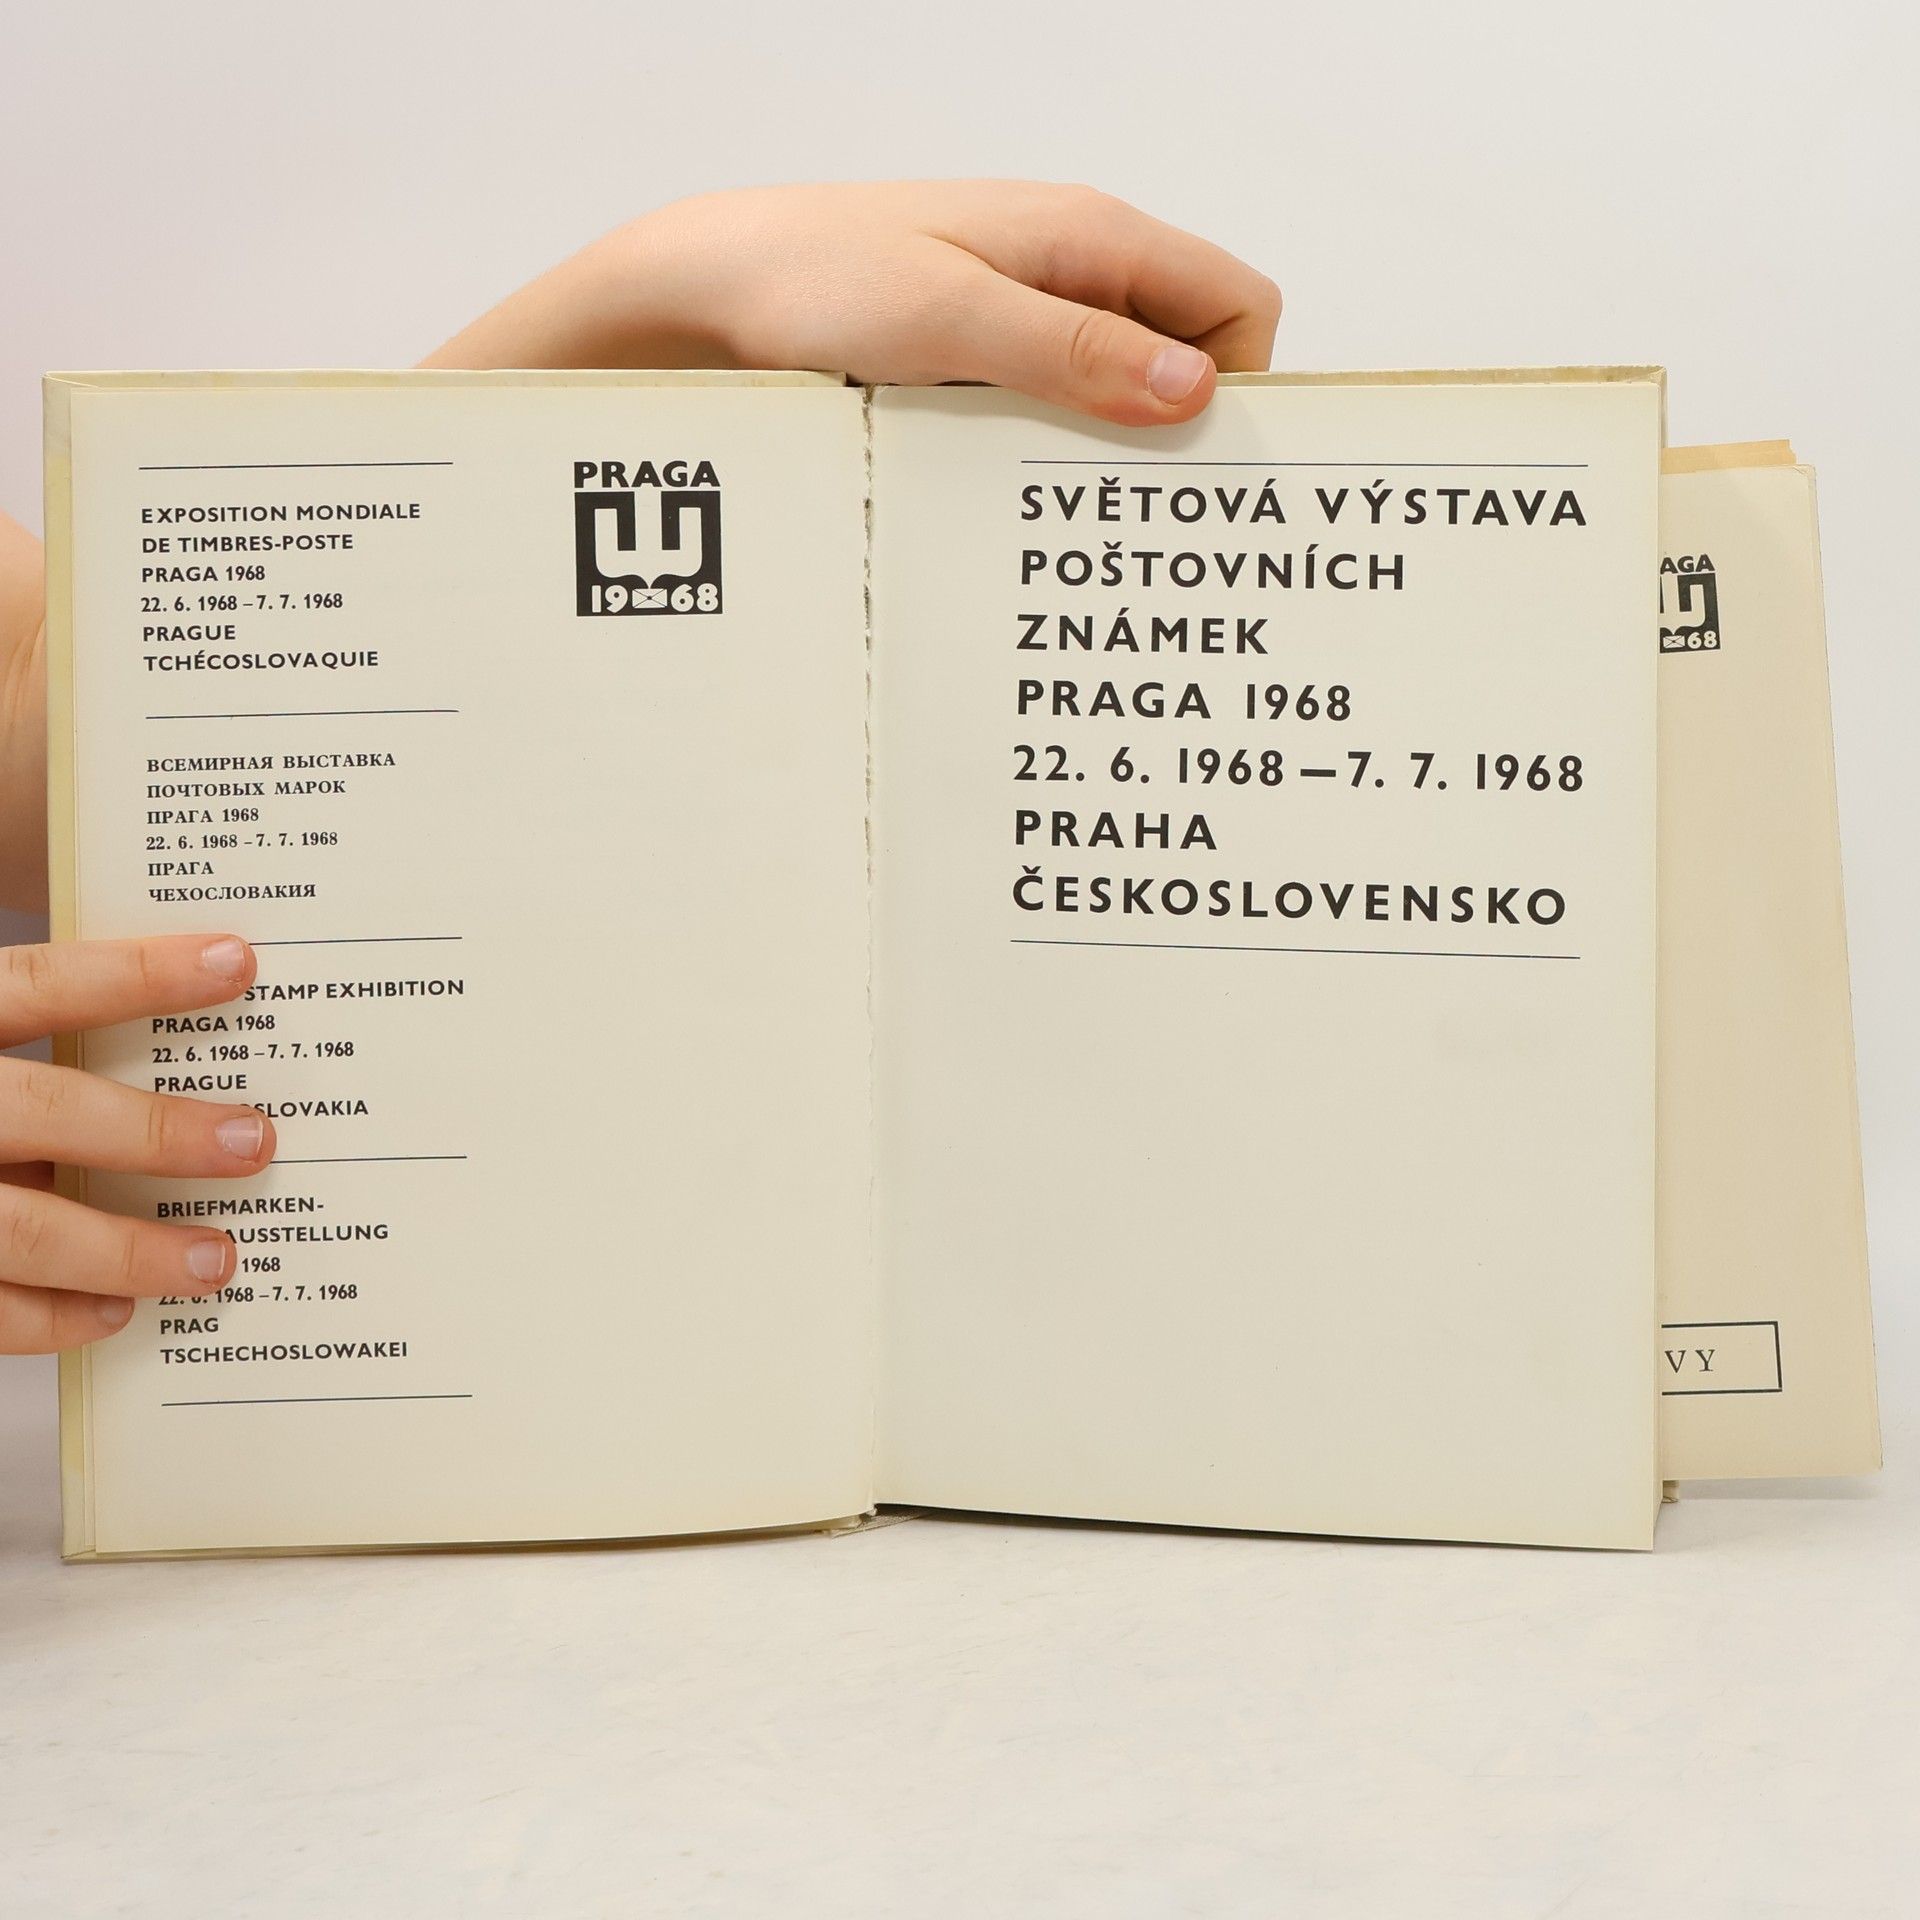 EXPOSITION MONDIALE
DE TIMBRES-POSTE
PRAGA 1968
22. 6. 1968 – 7. 7. 1968
PRAGUE
TCHÉCOSLOVAQUIE
ВСЕМИРНАЯ ВЫСТАВКА
ПОЧТОВЫХ МАРОК
ПРАГА 1968
22. 6. 1968 – 7. 7. 1968
ПРАГА
ЧЕХОСЛОВАКИЯ
STAMP EXHIBITION
PRAGA 1968
22. 6. 1968 – 7. 7. 1968
PRAGUE
SLOVAKIA
BRIEFMARKEN-
AUSSTELLUNG
1968
22. 6. 1968 – 7. 7. 1968
PRAG
TSCHECHOSLOWAKEI
PRAGA
1968
SVĚTOVÁ VÝSTAVA
POŠTOVNÍCH
ZNÁMEK
PRAGA 1968
22. 6. 1968 – 7. 7. 1968
PRAHA
ČESKOSLOVENSKO
AGA
68
VY